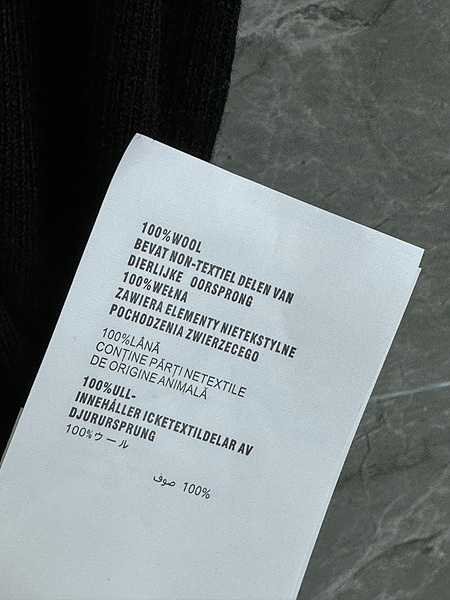 100%WOOL
BEVAT NON-TEXTIEL DELEN VAN
DIERLIJKE OORSPRONG
100%WEŁNA
ZAWIERA ELEMENTY NIETEKSTYLNE
POCHODZENIA ZWIERZECEGO
100%LÂNĂ
CONȚINE PĂRȚI NETEXTILE
DE ORIGINE ANIMALĂ
100%ULL-
INNEHÅLLER ICKETEXTILDELAR AV
DJURURSPRUNG
100%ウール
100% صوف